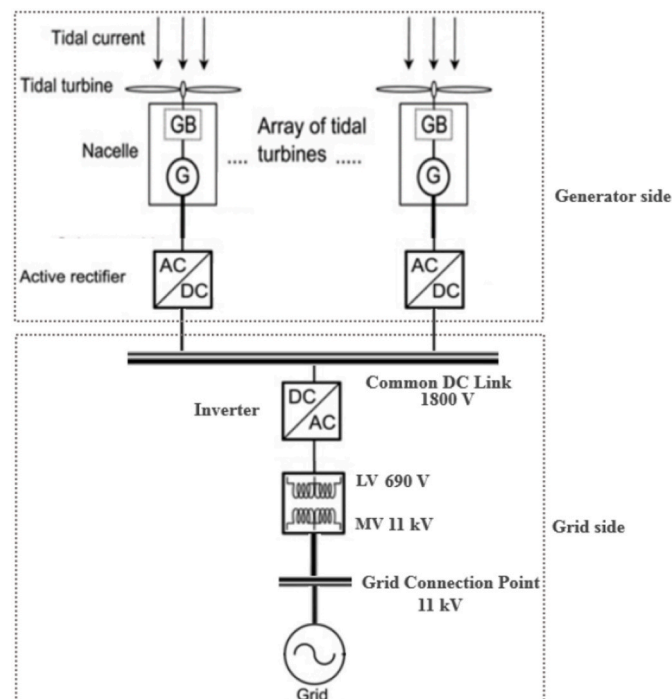 Tidal current
Tidal turbine
GB
GB
Nacelle
Array of tidal
.... turbines .....
G
G
Generator side
Active rectifier
AC
DC
AC
DC
Common DC Link
1800 V
Inverter
DC
AC
LV 690 V
MV 11 kV
Grid side
Grid Connection Point
11 kV
Grid